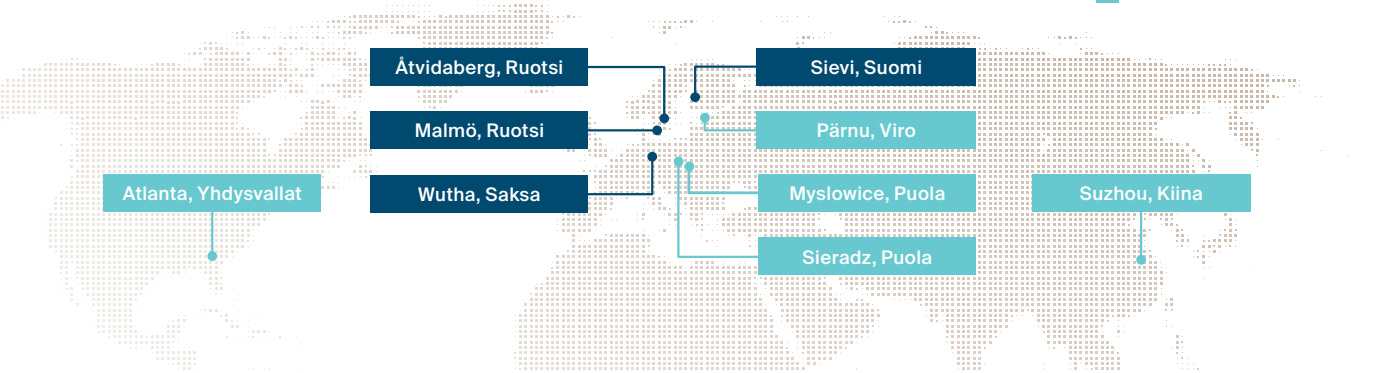 Åtvidaberg, Ruotsi
Sievi, Suomi
Malmö, Ruotsi
Pärnu, Viro
Atlanta, Yhdysvallat
Wutha, Saksa
Myslowice, Puola
Suzhou, Kiina
Sieradz, Puola